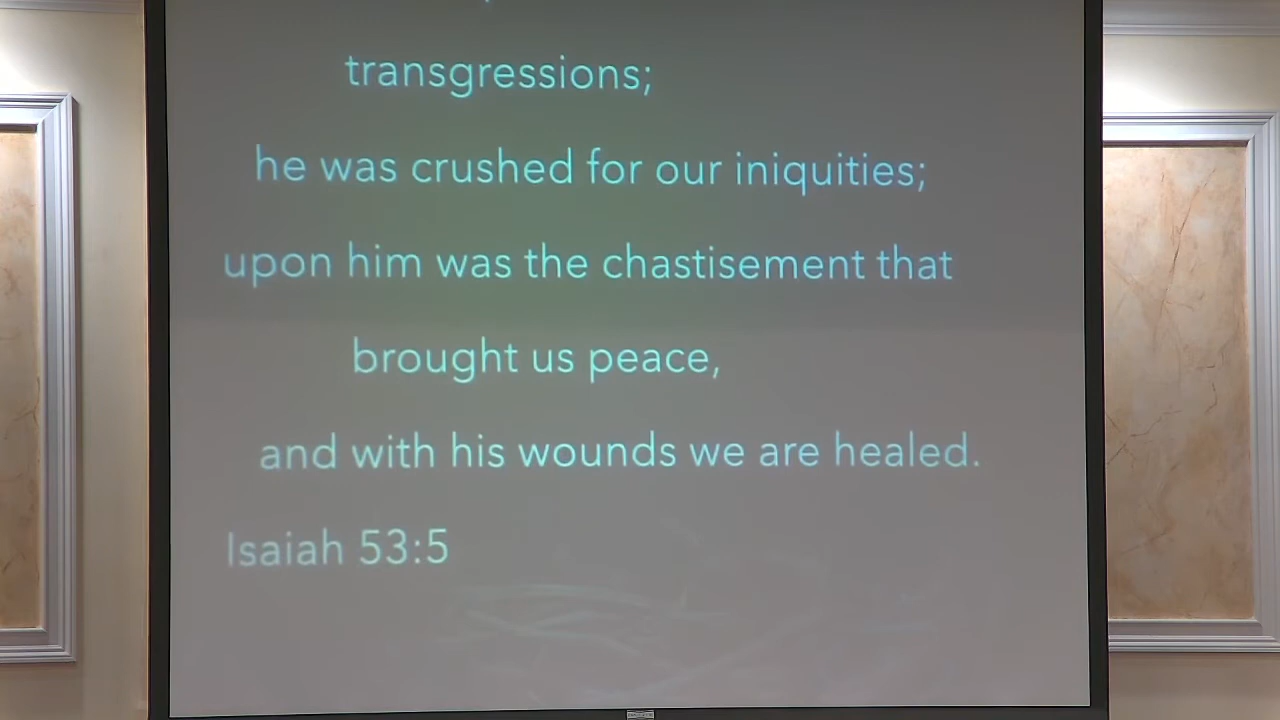 transgressions;
he was crushed for our iniquities;
upon him was the chastisement that
brought us peace,
and with his wounds we are healed.
Isaiah 53:5